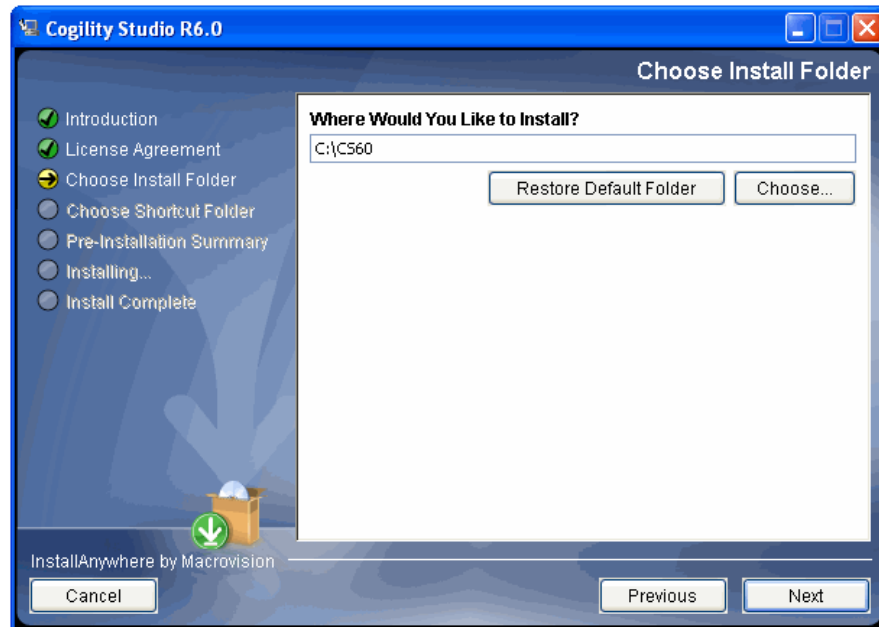 Cogility Studio R6.0
Choose Install Folder
Introduction
License Agreement
Choose Install Folder
Choose Shortcut Folder
Pre-Installation Summary
Installing...
Install Complete
Where Would You Like to Install?
C:\CS60
Restore Default Folder
Choose...
InstallAnywhere by Macrovision
Cancel
Previous
Next